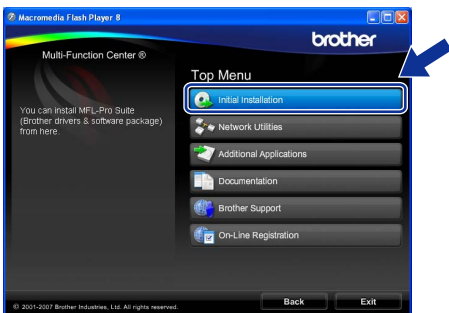 Macromedia Flash Player 8
brother
Multi-Function Center ®
Top Menu
You can install MFL-Pro Suite
(Brother drivers & software package)
from here.
Initial Installation
Network Utilities
Additional Applications
Documentation
Brother Support
On-Line Registration
© 2001-2007 Brother Industries, Ltd. All rights reserved.
Back
Exit